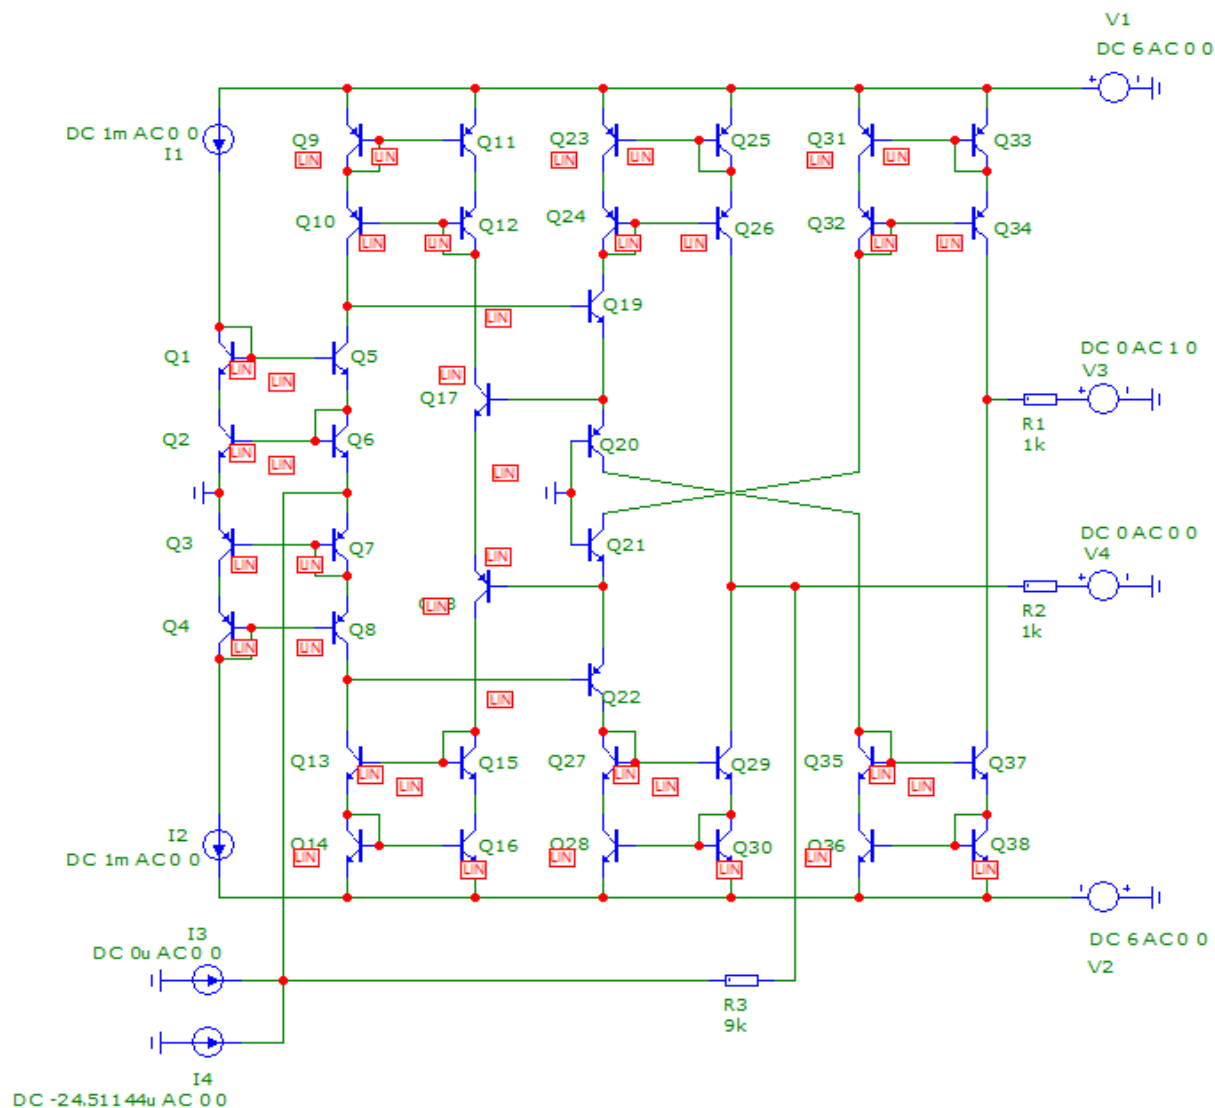 V1
DC 6 AC 0 0
DC 1m AC 0 0
I1
Q9
Q11
Q23
Q25
Q31
Q33
LIN
LIN
LIN
LIN
LIN
LIN
Q10
Q12
Q24
Q26
Q32
Q34
LIN
LIN
LIN
LIN
LIN
LIN
Q19
LIN
Q1
Q5
LIN
LIN
LIN
Q17
DC 0 AC 1 0
V3
R1
1k
Q2
Q6
Q20
LIN
LIN
LIN
Q3
Q7
Q21
LIN
LIN
LIN
DC 0 AC 0 0
V4
LIN
R2
1k
Q4
Q8
LIN
LIN
Q22
LIN
Q13
Q15
Q27
Q29
Q35
Q37
LIN
LIN
LIN
LIN
LIN
LIN
I2
DC 1m AC 0 0
Q14
Q16
Q28
Q30
Q36
Q38
LIN
LIN
LIN
LIN
LIN
LIN
I3
DC 0u AC 0 0
DC 6 AC 0 0
V2
R3
9k
I4
DC -24.51144u AC 0 0